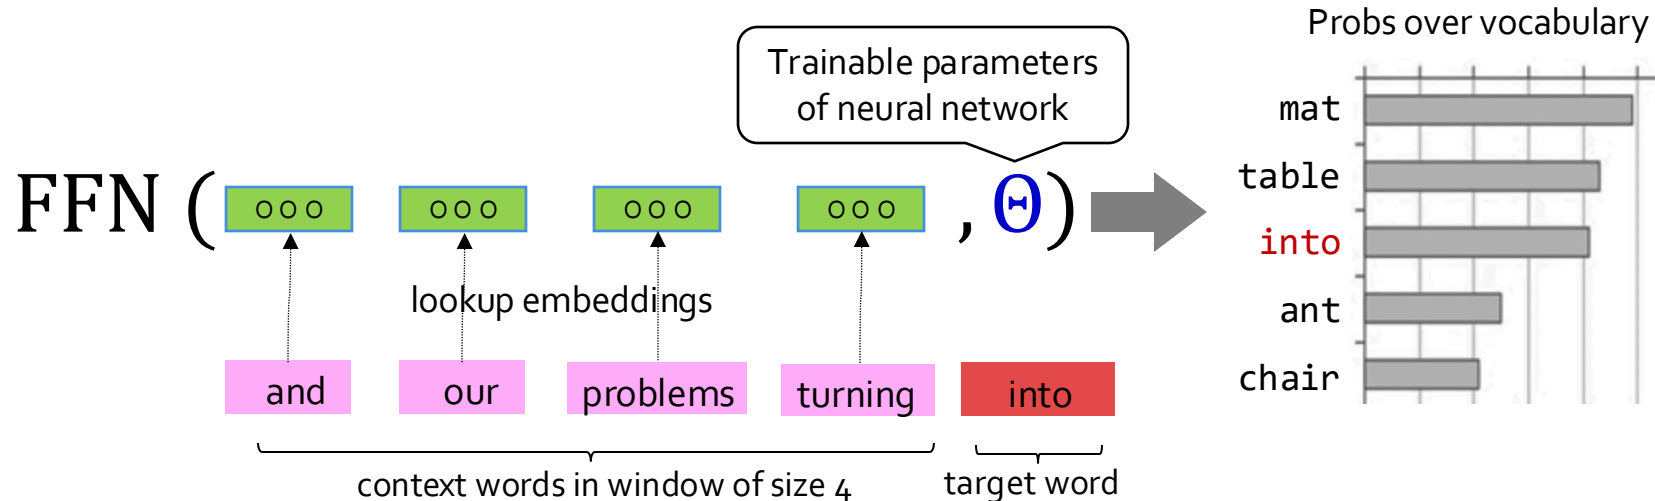 Probs over vocabulary
Trainable parameters
of neural network
FFN ( ooo ooo ooo ooo , Θ)
lookup embeddings
and our problems turning into
context words in window of size 4
target word
mat
table
into
ant
chair